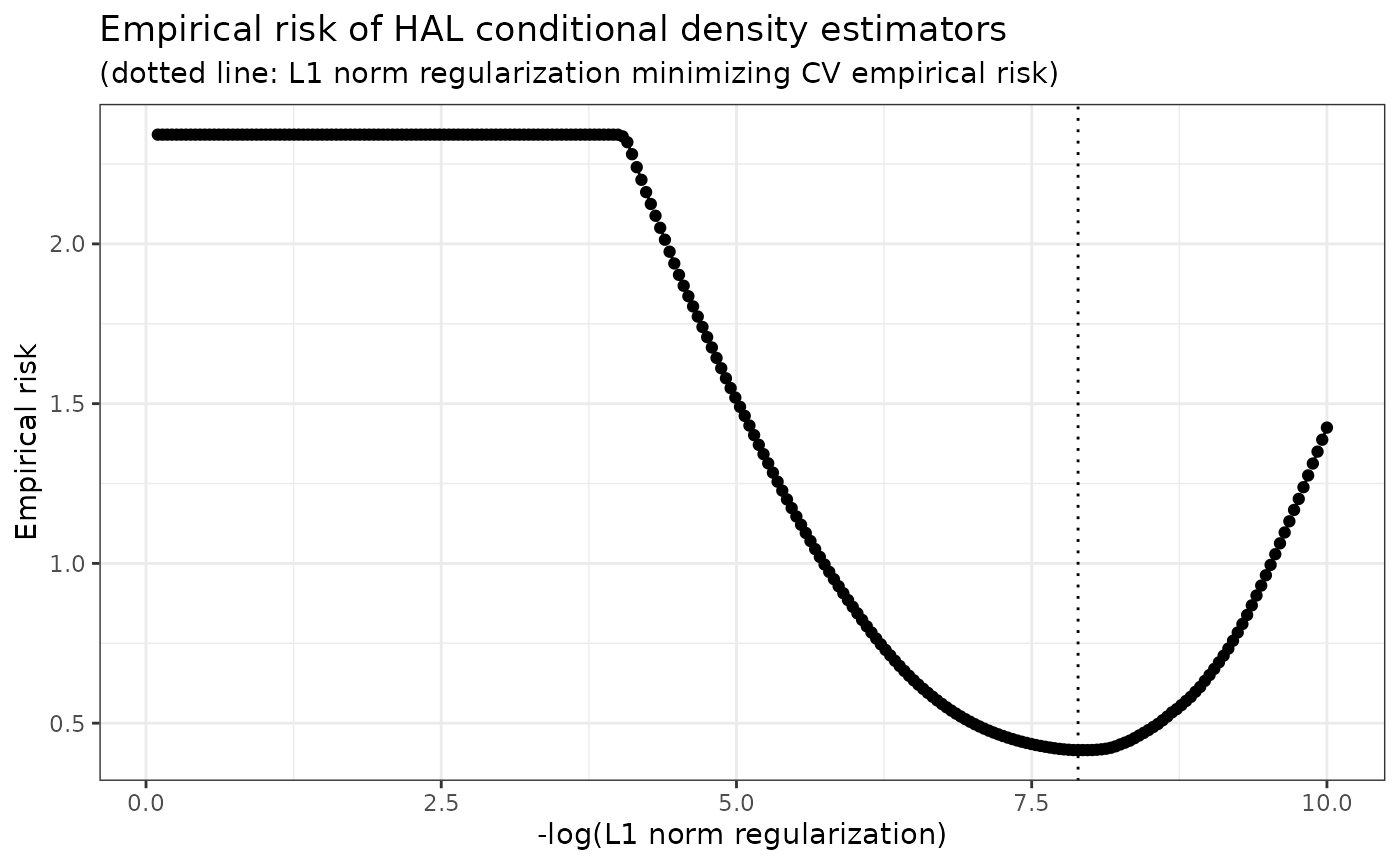 Empirical risk of HAL conditional density estimators
(dotted line: L1 norm regularization minimizing CV empirical risk)
Empirical risk
2.0
1.5
1.0
0.5
0.0 2.5 5.0 7.5 10.0
-log(L1 norm regularization)